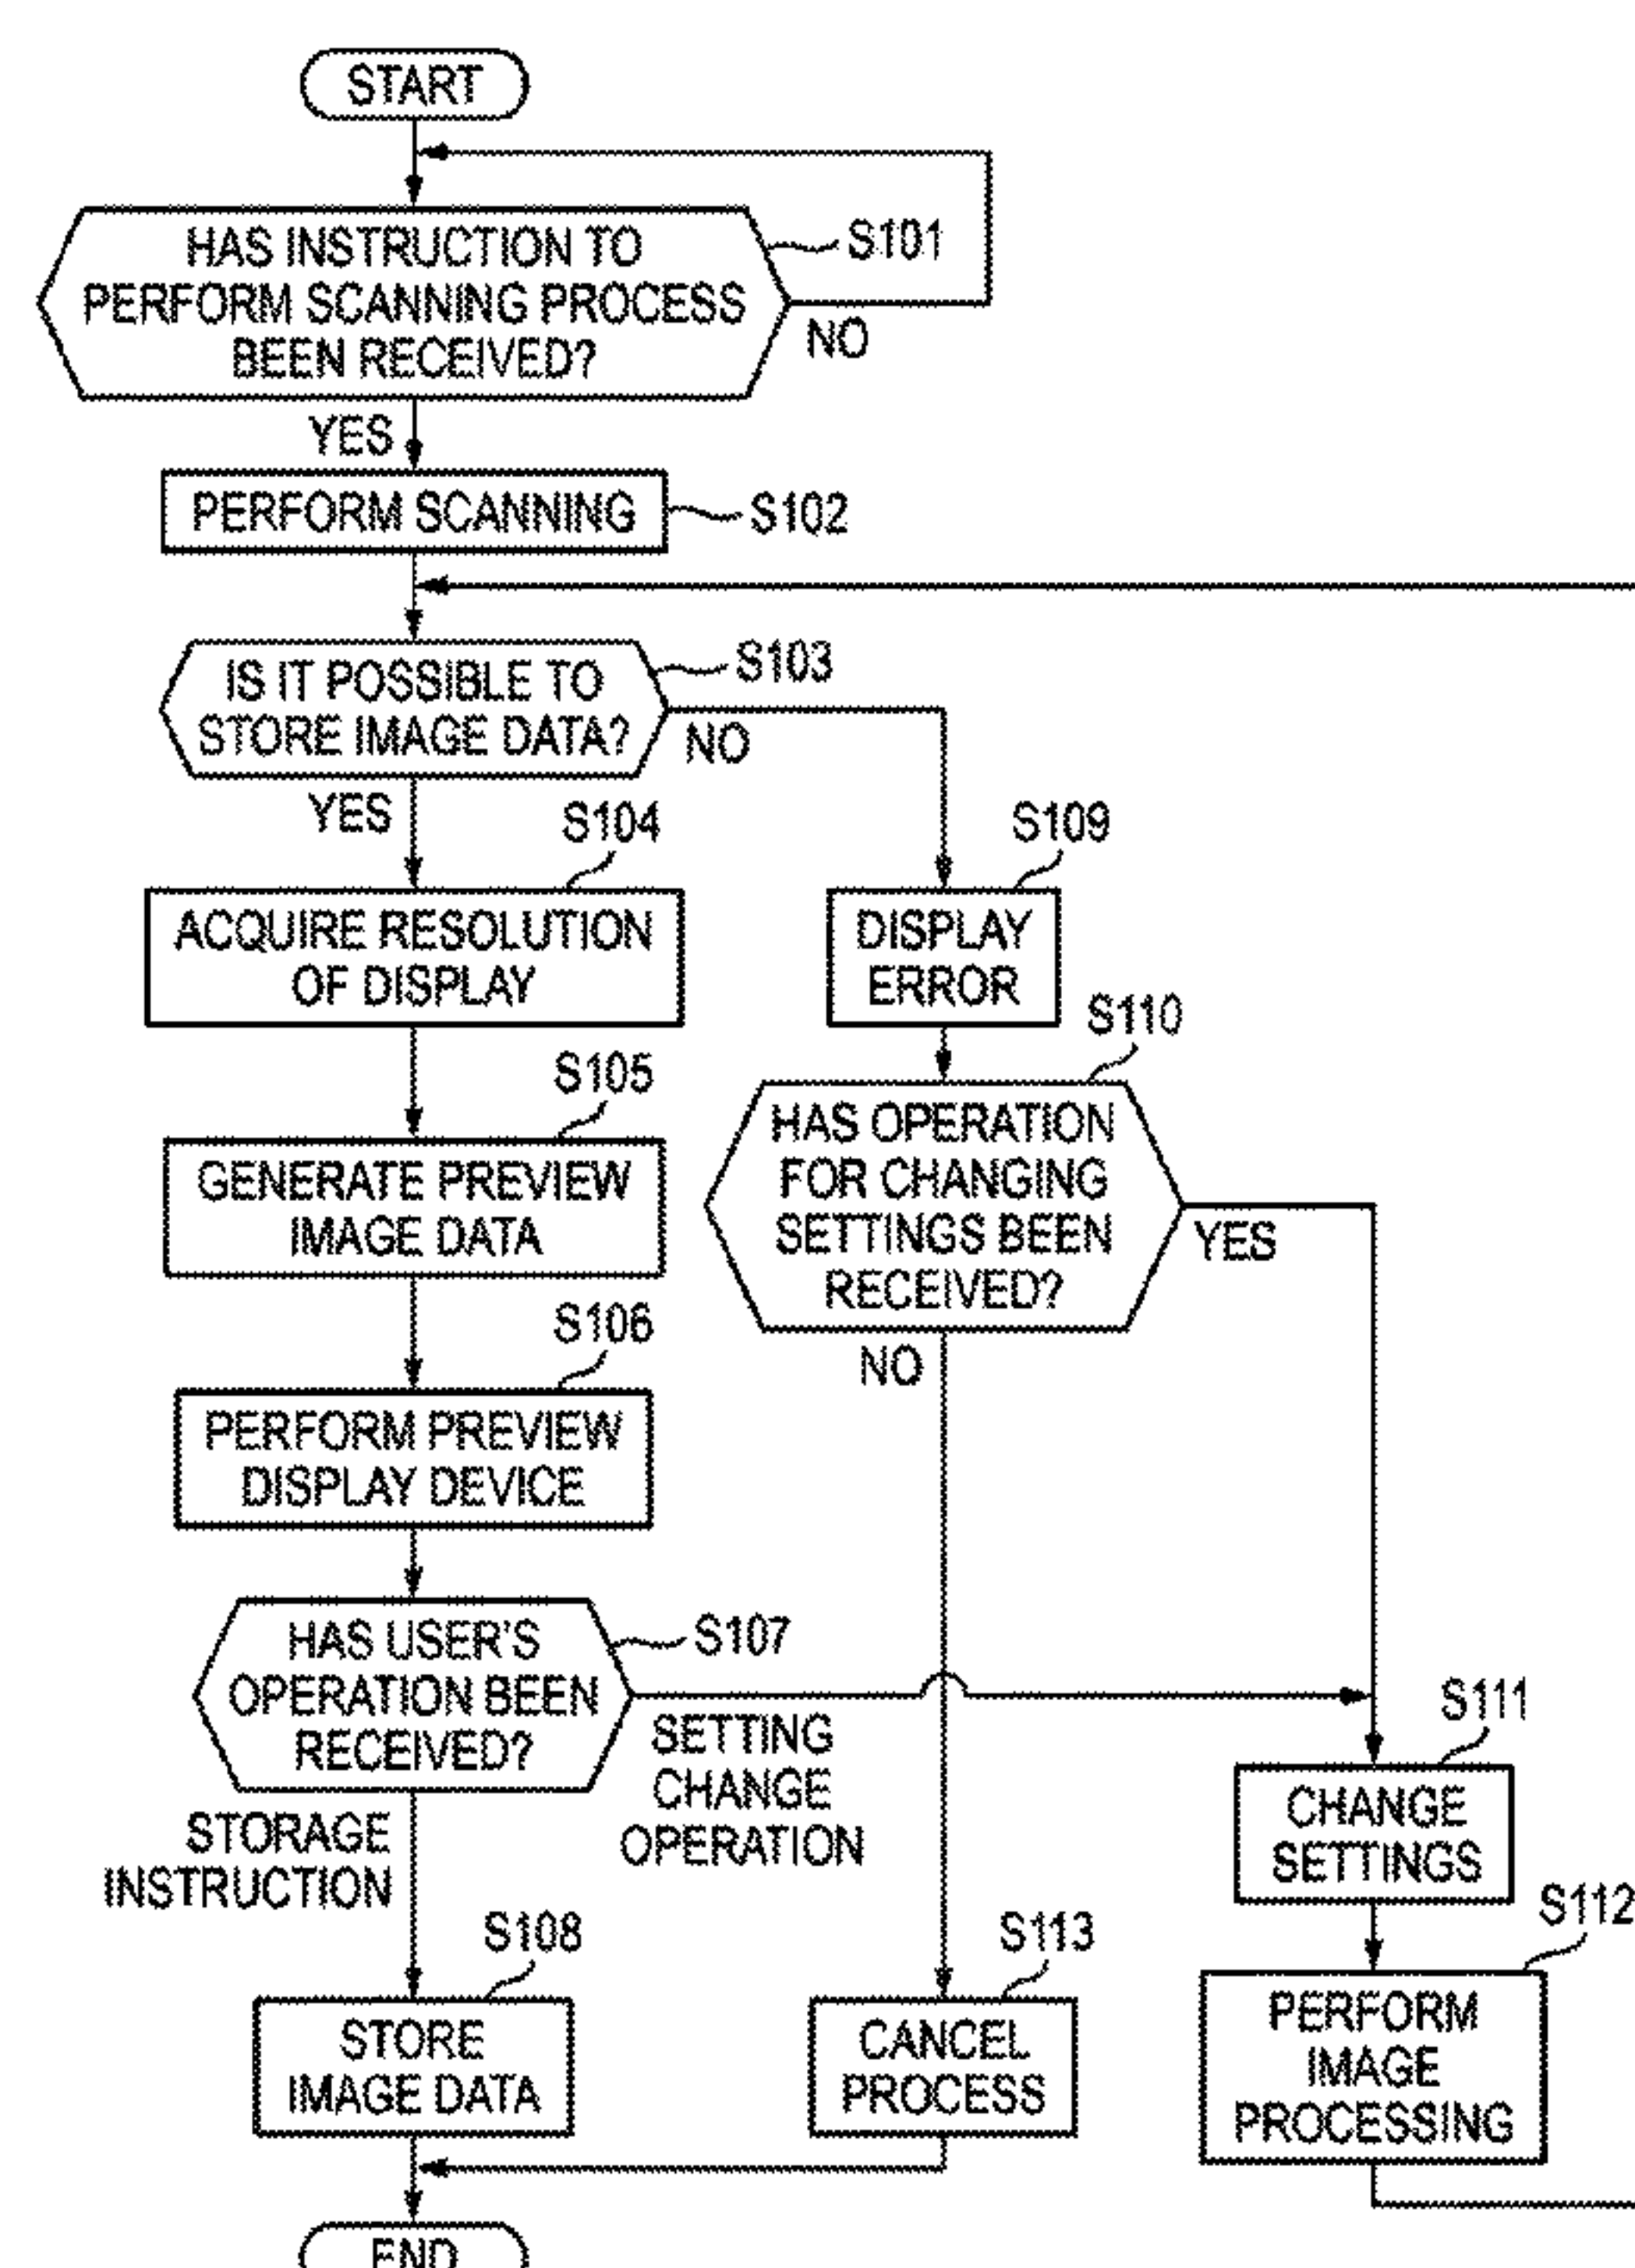 START
HAS INSTRUCTION TO
PERFORM SCANNING PROCESS
BEEN RECEIVED?
S101
NO
YES
PERFORM SCANNING
S102
IS IT POSSIBLE TO
STORE IMAGE DATA?
S103
NO
YES
S104
ACQUIRE RESOLUTION
OF DISPLAY
S109
DISPLAY
ERROR
S105
GENERATE PREVIEW
IMAGE DATA
S110
HAS OPERATION
FOR CHANGING
SETTINGS BEEN
RECEIVED?
YES
NO
S106
PERFORM PREVIEW
DISPLAY DEVICE
HAS USER'S
OPERATION BEEN
RECEIVED?
S107
SETTING
CHANGE
OPERATION
STORAGE
INSTRUCTION
S111
CHANGE
SETTINGS
S108
STORE
IMAGE DATA
S113
CANCEL
PROCESS
S112
PERFORM
IMAGE
PROCESSING
END